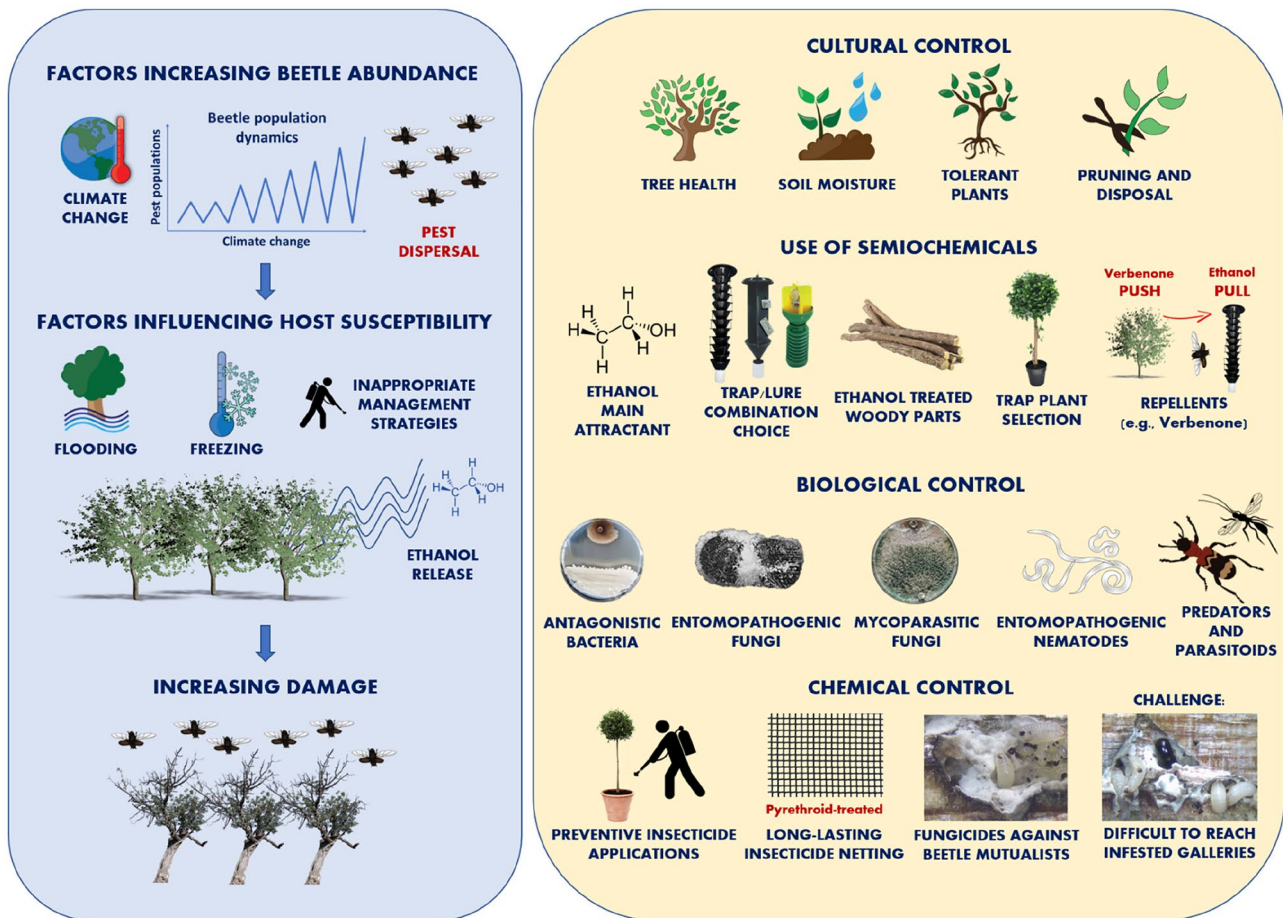 FACTORS INCREASING BEETLE ABUNDANCE
Beetle population
dynamics
Pest populations
Climate change
CLIMATE
CHANGE
PEST
DISPERSAL
FACTORS INFLUENCING HOST SUSCEPTIBILITY
FLOODING
FREEZING
INAPPROPRIATE
MANAGEMENT
STRATEGIES
H H
H C C OH
H H
ETHANOL
RELEASE
INCREASING DAMAGE
CULTURAL CONTROL
TREE HEALTH
SOIL MOISTURE
TOLERANT
PLANTS
PRUNING AND
DISPOSAL
USE OF SEMIOCHEMICALS
H H
H C C OH
H H
ETHANOL
MAIN
ATTRACTANT
TRAP/LURE
COMBINATION
CHOICE
ETHANOL TREATED
WOODY PARTS
TRAP PLANT
SELECTION
Verbenone
PUSH
Ethanol
PULL
REPELLENTS
(e.g., Verbenone)
BIOLOGICAL CONTROL
ANTAGONISTIC
BACTERIA
ENTOMOPATHOGENIC
FUNGI
MYCOPARASITIC
FUNGI
ENTOMOPATHOGENIC
NEMATODES
PREDATORS
AND
PARASITOIDS
CHEMICAL CONTROL
PREVENTIVE INSECTICIDE
APPLICATIONS
Pyrethroid-treated
LONG-LASTING
INSECTICIDE NETTING
FUNGICIDES AGAINST
BEETLE MUTUALISTS
CHALLENGE:
DIFFICULT TO REACH
INFESTED GALLERIES